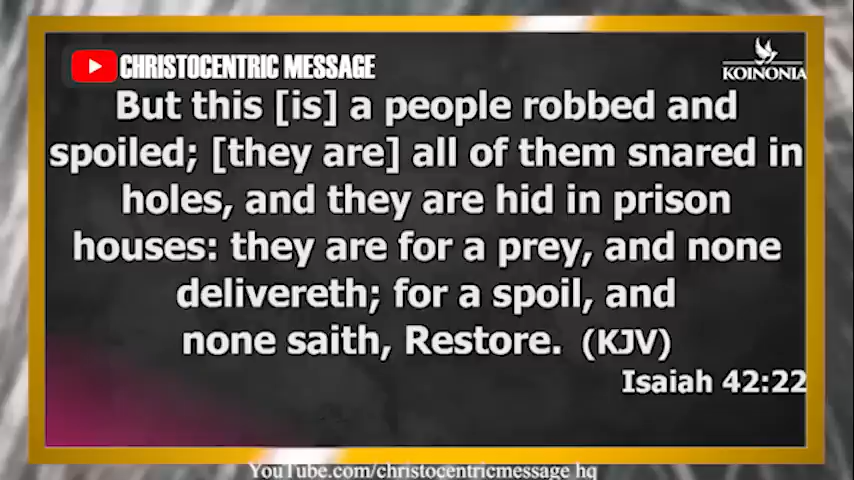 CHRISTOCENTRIC MESSAGE
KOINONIA
But this [is] a people robbed and
spoiled; [they are] all of them snared in
holes, and they are hid in prison
houses: they are for a prey, and none
delivereth; for a spoil, and
none saith, Restore. (KJV)
Isaiah 42:22
YouTube.com/christocentricmessage hq